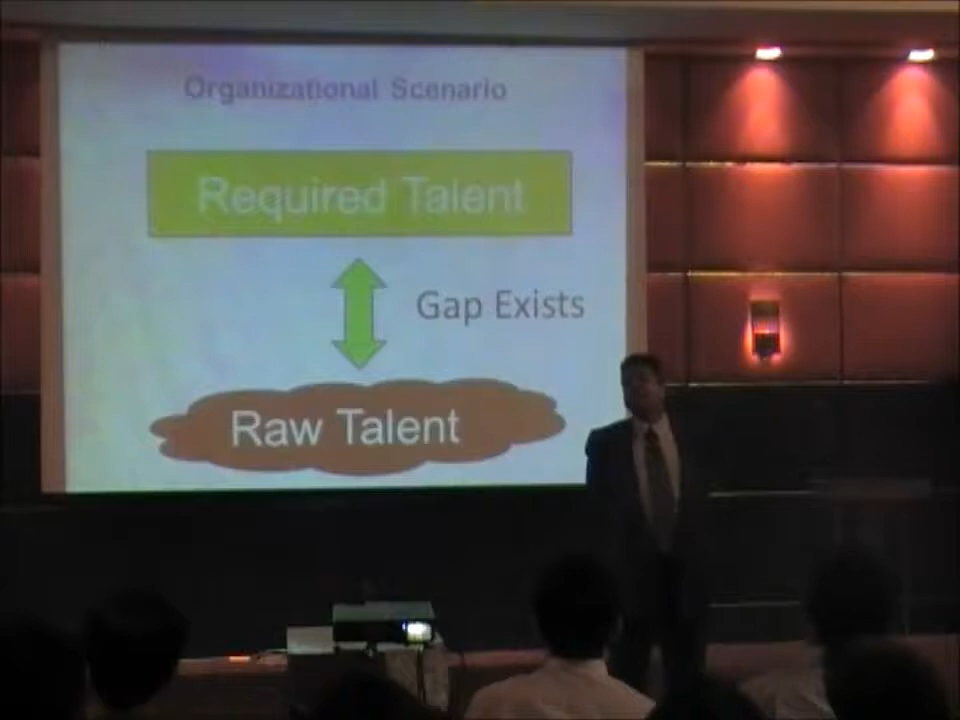 Organizational Scenario
Required Talent
Gap Exists
Raw Talent